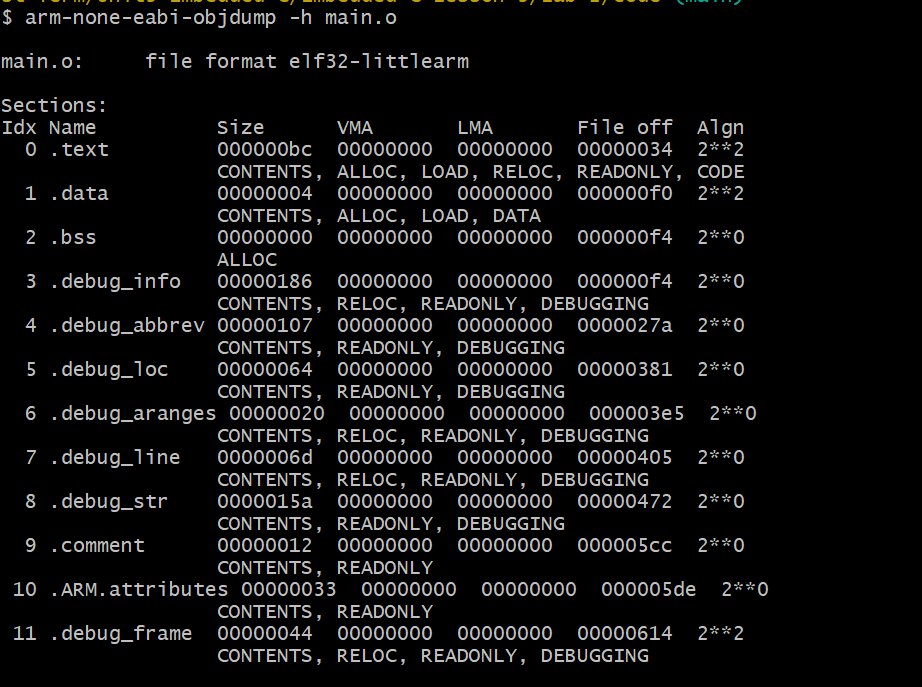 $ arm-none-eabi-objdump -h main.o
main.o:     file format elf32-littlearm
Sections:
Idx Name          Size      VMA       LMA       File off  Algn
  0 .text         000000bc  00000000  00000000  00000034  2**2
                  CONTENTS, ALLOC, LOAD, RELOC, READONLY, CODE
  1 .data         00000004  00000000  00000000  000000f0  2**2
                  CONTENTS, ALLOC, LOAD, DATA
  2 .bss          00000000  00000000  00000000  000000f4  2**0
                  ALLOC
  3 .debug_info   00000186  00000000  00000000  000000f4  2**0
                  CONTENTS, RELOC, READONLY, DEBUGGING
  4 .debug_abbrev 00000107  00000000  00000000  0000027a  2**0
                  CONTENTS, READONLY, DEBUGGING
  5 .debug_loc    00000064  00000000  00000000  00000381  2**0
                  CONTENTS, READONLY, DEBUGGING
  6 .debug_aranges 00000020  00000000  00000000  000003e5  2**0
                  CONTENTS, RELOC, READONLY, DEBUGGING
  7 .debug_line   0000006d  00000000  00000000  00000405  2**0
                  CONTENTS, RELOC, READONLY, DEBUGGING
  8 .debug_str    0000015a  00000000  00000000  00000472  2**0
                  CONTENTS, READONLY, DEBUGGING
  9 .comment      00000012  00000000  00000000  000005cc  2**0
                  CONTENTS, READONLY
 10 .ARM.attributes 00000033  00000000  00000000  000005de  2**0
                  CONTENTS, READONLY
 11 .debug_frame  00000044  00000000  00000000  00000614  2**2
                  CONTENTS, RELOC, READONLY, DEBUGGING